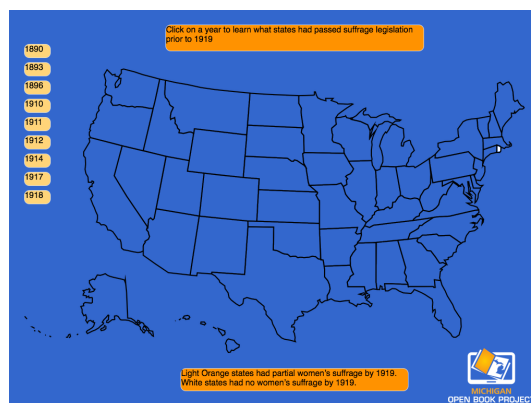 Click on a year to learn what states had passed suffrage legislation
prior to 1919
1890
1893
1896
1910
1911
1912
1914
1917
1918
Light Orange states had partial women's suffrage by 1919.
White states had no women's suffrage by 1919.
MICHIGAN
OPEN BOOK PROJECT